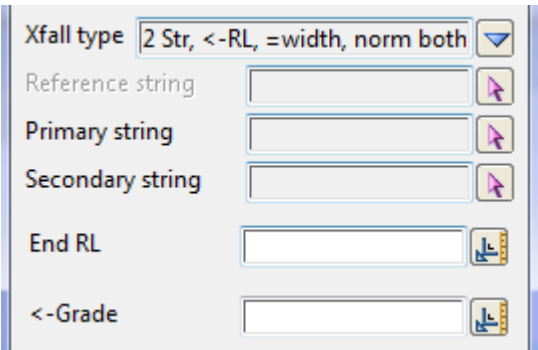 Xfall type 2 Str, <-RL, =width, norm both
Reference string
Primary string
Secondary string
End RL
<-Grade